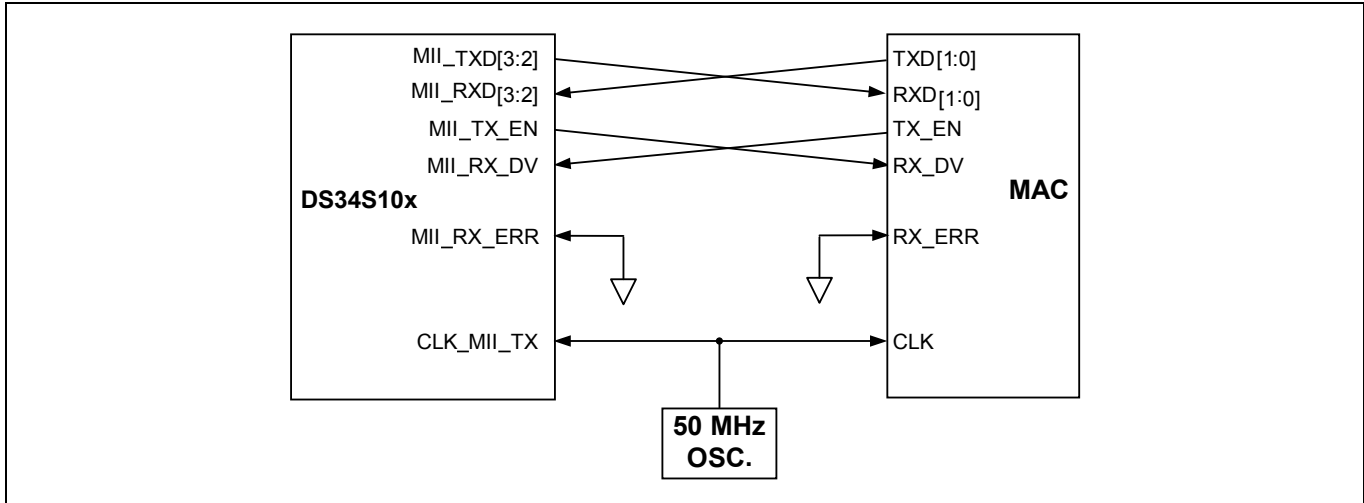 MII_TXD[3:2]
MII_RXD[3:2]
MII_TX_EN
MII_RX_DV
DS34S10x
MII_RX_ERR
CLK_MII_TX
TXD[1:0]
RXD[1:0]
TX_EN
RX_DV
MAC
RX_ERR
CLK
50 MHz
OSC.